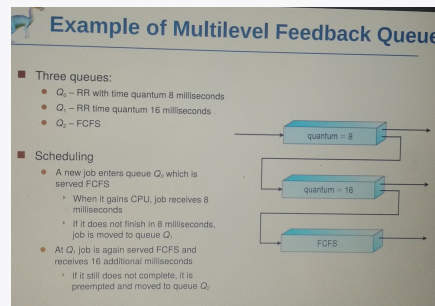 Example of Multilevel Feedback Queue
Three queues:
Q0 – RR with time quantum 8 milliseconds
Q1 – RR time quantum 16 milliseconds
Q2 – FCFS
Scheduling
A new job enters queue Q0 which is
served FCFS
When it gains CPU, job receives 8
milliseconds
If it does not finish in 8 milliseconds,
job is moved to queue Q1
At Q1 job is again served FCFS and
receives 16 additional milliseconds
If it still does not complete, it is
preempted and moved to queue Q2
quantum = 8
quantum = 16
FCFS